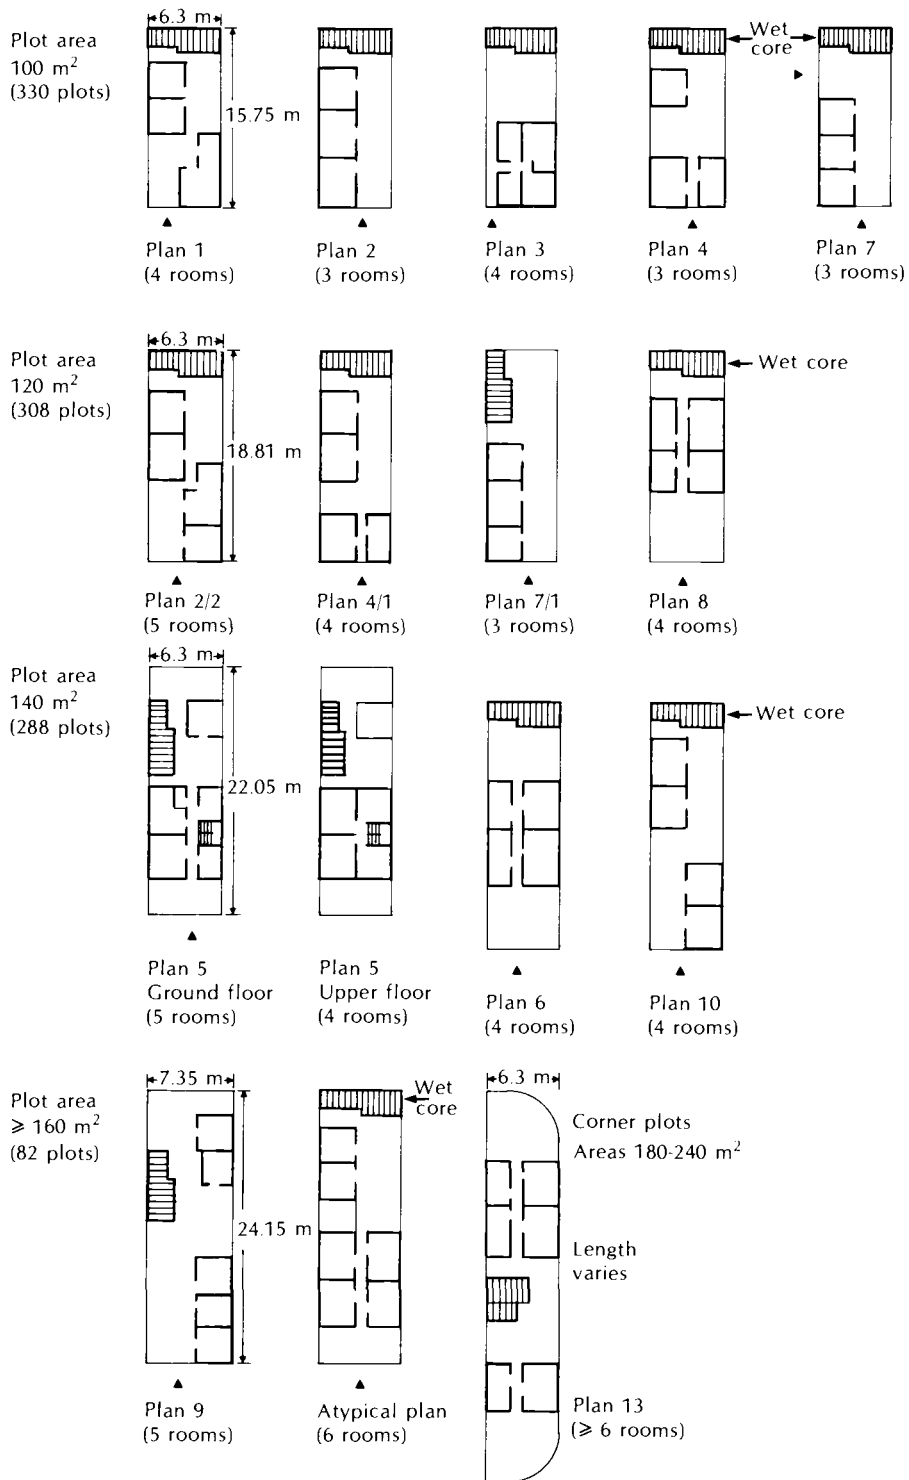 Plot area
100 m²
(330 plots)
6.3 m
15.75 m
Wet
core
Plan 1
(4 rooms)
Plan 2
(3 rooms)
Plan 3
(4 rooms)
Plan 4
(3 rooms)
Plan 7
(3 rooms)
Plot area
120 m²
(308 plots)
6.3 m
18.81 m
Wet core
Plan 2/2
(5 rooms)
Plan 4/1
(4 rooms)
Plan 7/1
(3 rooms)
Plan 8
(4 rooms)
Plot area
140 m²
(288 plots)
6.3 m
22.05 m
Wet core
Plan 5
Ground floor
(5 rooms)
Plan 5
Upper floor
(4 rooms)
Plan 6
(4 rooms)
Plan 10
(4 rooms)
Plot area
⩾ 160 m²
(82 plots)
7.35 m
24.15 m
Wet
core
6.3 m
Corner plots
Areas 180-240 m²
Length
varies
Plan 9
(5 rooms)
Atypical plan
(6 rooms)
Plan 13
(⩾ 6 rooms)